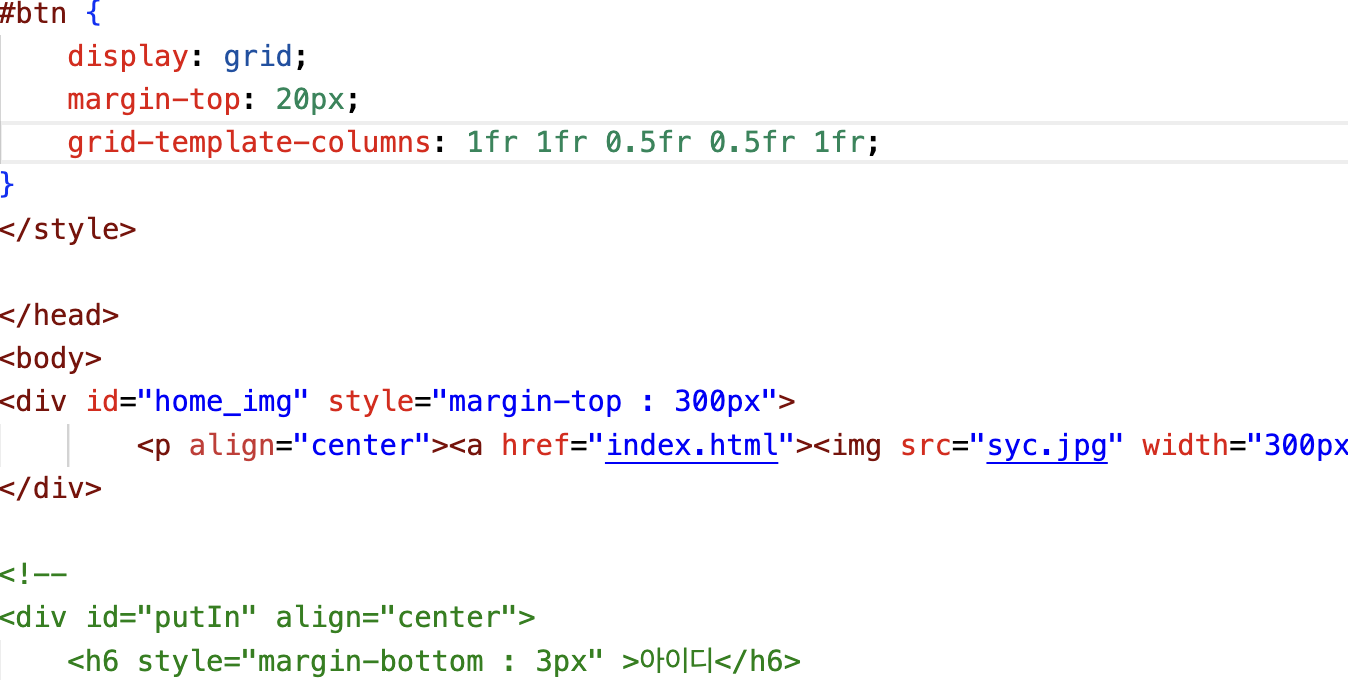 #btn {
    display: grid;
    margin-top: 20px;
    grid-template-columns: 1fr 1fr 0.5fr 0.5fr 1fr;
}
</style>
</head>
<body>
<div id="home_img" style="margin-top : 300px">
        <p align="center"><a href="index.html"><img src="syc.jpg" width="300px
</div>
<!--
<div id="putIn" align="center">
    <h6 style="margin-bottom : 3px" >아이디</h6>